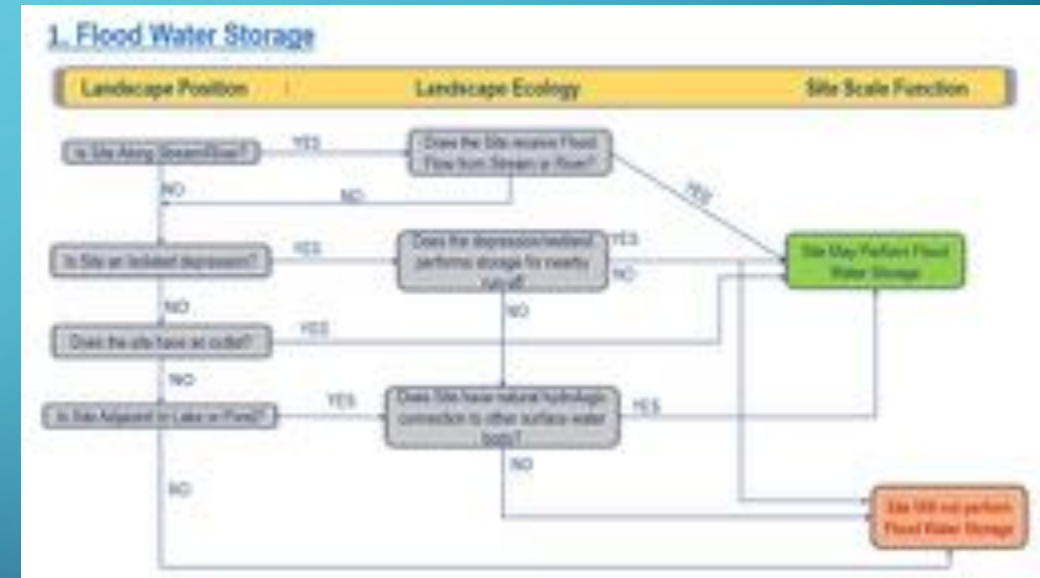 1. Flood Water Storage
Landscape Position
Landscape Ecology
Site Scale Function
Is Site Along Stream/River?
YES
Does the Site receive Flood
Flow from Stream or River?
YES
NO
NO
Is Site an isolated depression?
YES
Does the depression/wetland
performs storage for nearby
runoff
YES
NO
Site May Perform Flood
Water Storage
NO
NO
Does the site have an outlet?
YES
NO
Is Site Adjacent to Lake or Pond?
YES
Does Site have natural hydrologic
connection to other surface water
body?
YES
NO
NO
Site Will not perform
Flood Water Storage